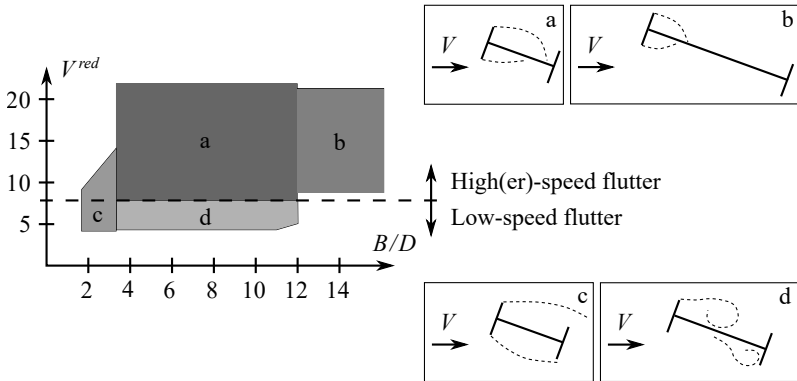 a
V
b
V
V^{red}
20
15
10
5
a
b
c
d
High(er)-speed flutter
Low-speed flutter
B/D
2 4 6 8 10 12 14
c
V
d
V